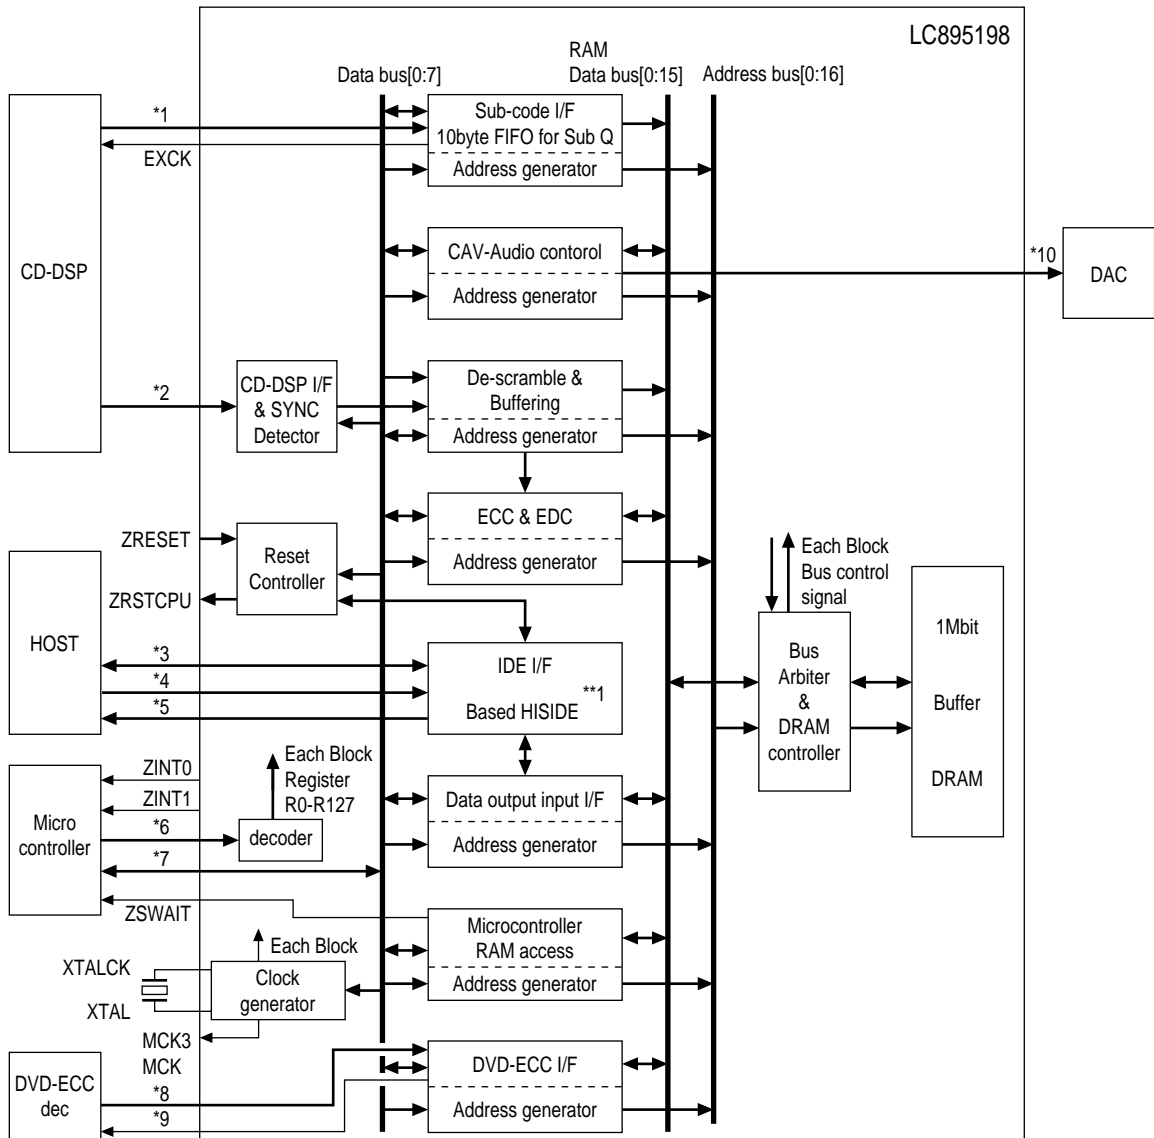 LC895198
RAM
Data bus[0:7]
Data bus[0:15]
Address bus[0:16]
*1
EXCK
Sub-code I/F
10byte FIFO for Sub Q
Address generator
CD-DSP
CAV-Audio contorol
Address generator
*10
DAC
*2
CD-DSP I/F
& SYNC
Detector
De-scramble &
Buffering
Address generator
ECC & EDC
Address generator
ZRESET
Reset
Controller
ZRSTCPU
HOST
*3
*4
*5
IDE I/F
**1
Based HISIDE
Each Block
Bus control
signal
Bus
Arbiter
&
DRAM
controller
1Mbit
Buffer
DRAM
ZINT0
ZINT1
Micro
controller
*6
*7
ZSWAIT
Each Block
Register
R0-R127
decoder
Data output input I/F
Address generator
Microcontroller
RAM access
Address generator
Each Block
XTALCK
XTAL
Clock
generator
MCK3
MCK
DVD-ECC
dec
*8
*9
DVD-ECC I/F
Address generator